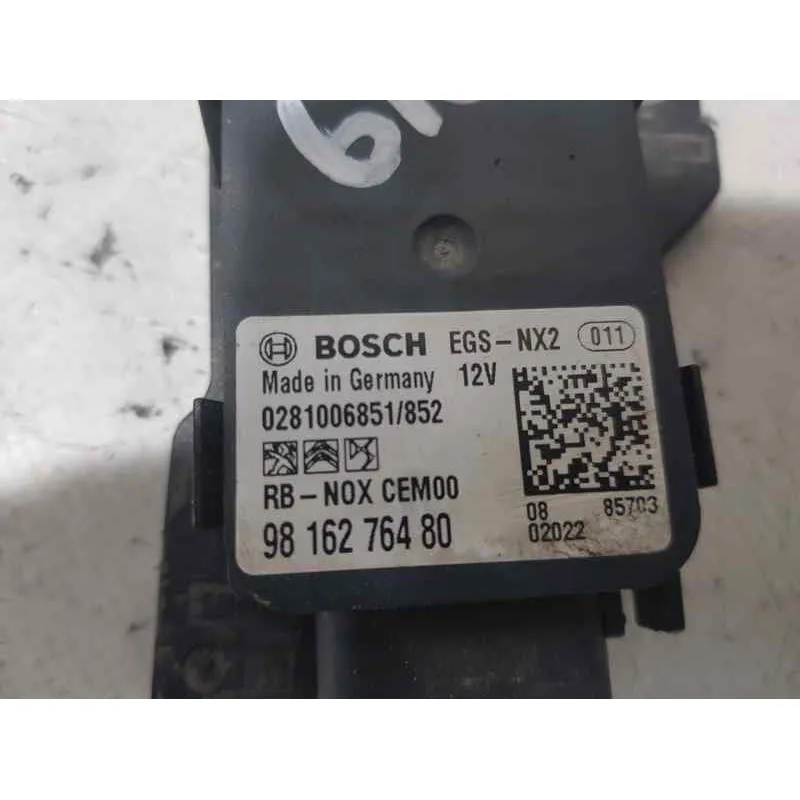 BOSCH EGS-NX2 011
Made in Germany 12V
0281006851/852
RB-NOX CEM00
98 162 764 80
08 85703
02022